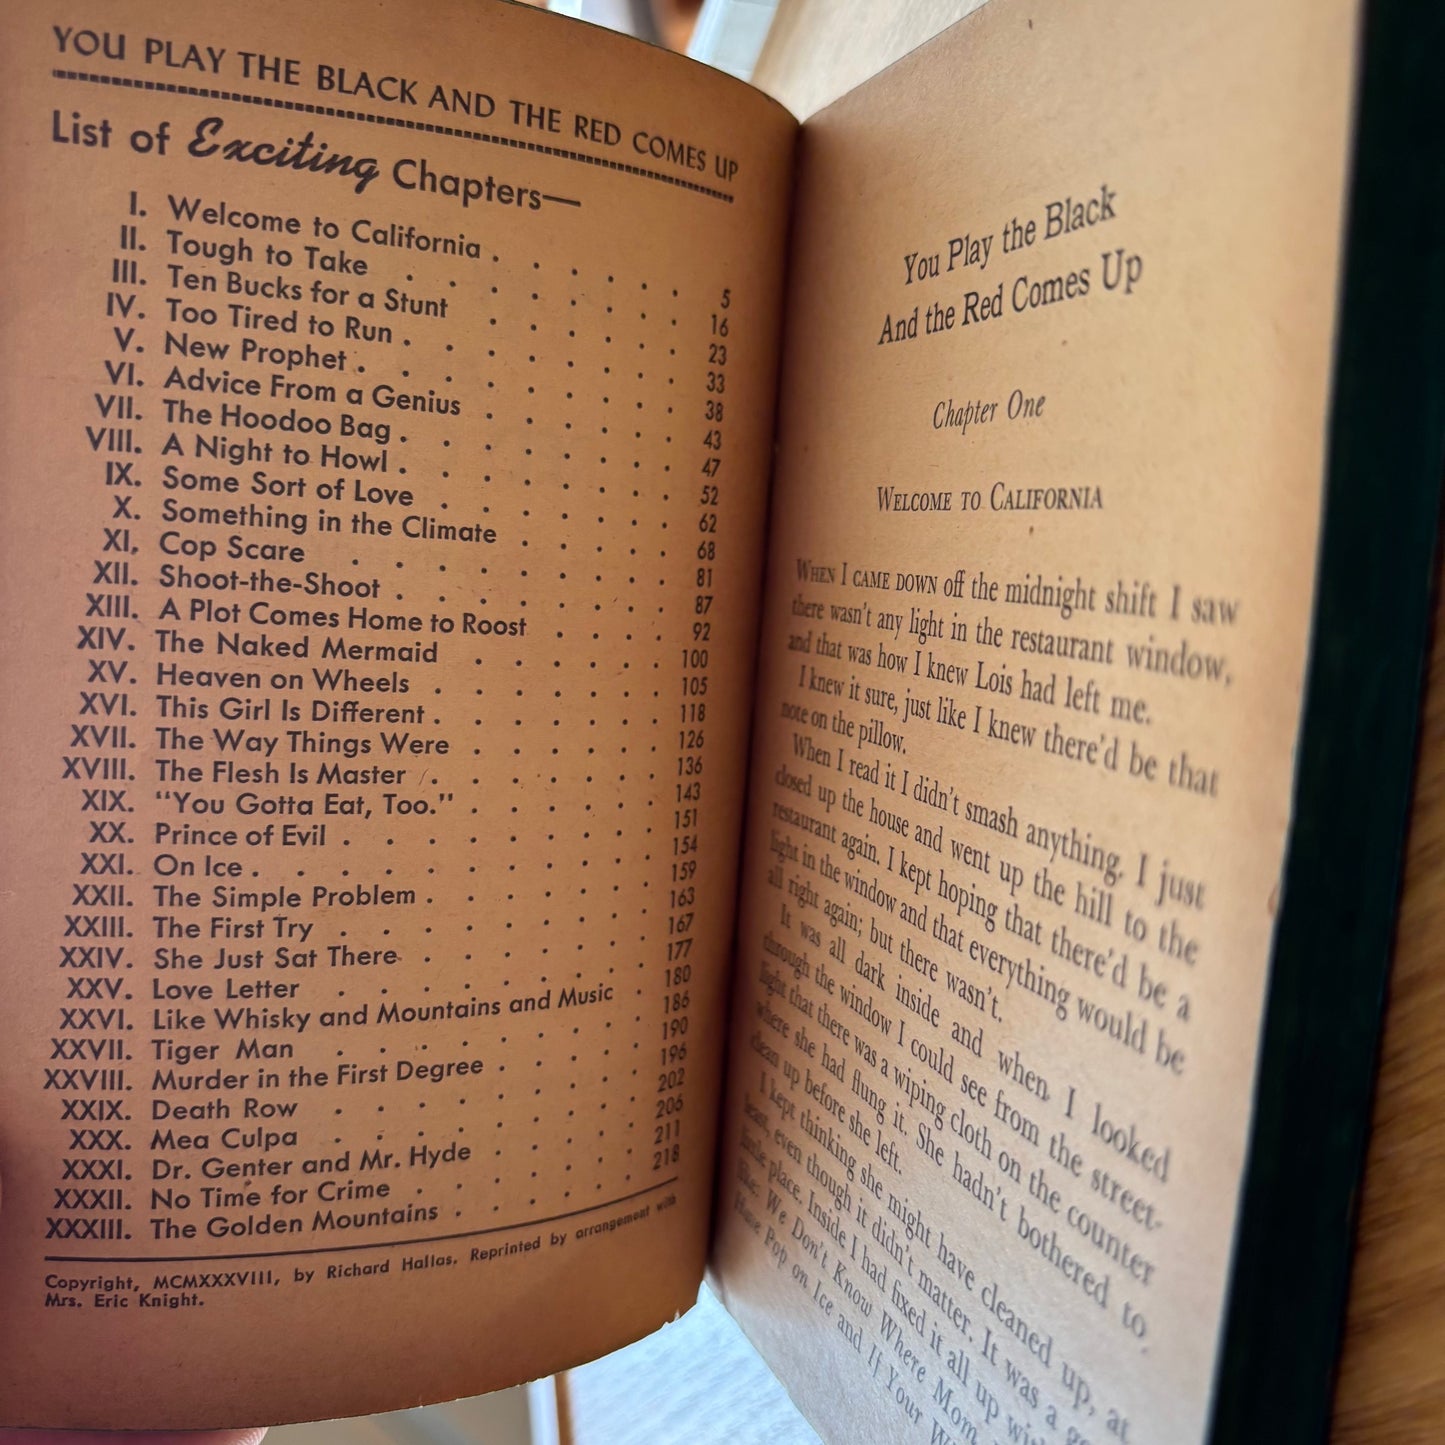 YOU PLAY THE BLACK AND THE RED COMES UP
List of Exciting Chapters—
I. Welcome to California . . . . . . 5
II. Tough to Take . . . . . . . 16
III. Ten Bucks for a Stunt . . . . . 23
IV. Too Tired to Run . . . . . . . 33
V. New Prophet . . . . . . . . 38
VI. Advice From a Genius . . . . . 43
VII. The Hoodoo Bag . . . . . . . 47
VIII. A Night to Howl . . . . . . . 52
IX. Some Sort of Love . . . . . . 62
X. Something in the Climate . . . . 68
XI. Cop Scare . . . . . . . . 81
XII. Shoot-the-Shoot . . . . . . . 87
XIII. A Plot Comes Home to Roost . . . . 92
XIV. The Naked Mermaid . . . . . 100
XV. Heaven on Wheels . . . . . . 105
XVI. This Girl Is Different . . . . . . 118
XVII. The Way Things Were . . . . . 126
XVIII. The Flesh Is Master . . . . . . 136
XIX. "You Gotta Eat, Too." . . . . . 143
XX. Prince of Evil . . . . . . . . 151
XXI. On Ice . . . . . . . . . . 154
XXII. The Simple Problem . . . . . . 159
XXIII. The First Try . . . . . . . . 163
XXIV. She Just Sat There . . . . . . 167
XXV. Love Letter . . . . . . . . 177
XXVI. Like Whisky and Mountains and Music . 180
XXVII. Tiger Man . . . . . . . . 186
XXVIII. Murder in the First Degree . . . . 190
XXIX. Death Row . . . . . . . . 196
XXX. Mea Culpa . . . . . . . . 202
XXXI. Dr. Genter and Mr. Hyde . . . . 206
XXXII. No Time for Crime . . . . . . 211
XXXIII. The Golden Mountains . . . . . 218
Copyright, MCMXXXVIII, by Richard Hallas. Reprinted by arrangement with
Mrs. Eric Knight.
You Play the Black
And the Red Comes Up
Chapter One
WELCOME TO CALIFORNIA
WHEN I CAME DOWN off the midnight shift I saw
there wasn't any light in the restaurant window,
and that was how I knew Lois had left me.
I knew it sure, just like I knew there'd be that
note on the pillow.
When I read it I didn't smash anything. I just
closed up the house and went up the hill to the
restaurant again. I kept hoping that there'd be a
light in the window and that everything would be
all right again; but there wasn't.
It was all dark inside and when I looked
through the window I could see from the street-
light that there was a wiping cloth on the counter
where she had flung it. She hadn't bothered to
clean up before she left.
I kept thinking she might have cleaned up, at
least, even though it didn't matter. It was a
little place. Inside I had fixed it all up
like: We Don't Know Where Mom
Have Pop on Ice and If Your